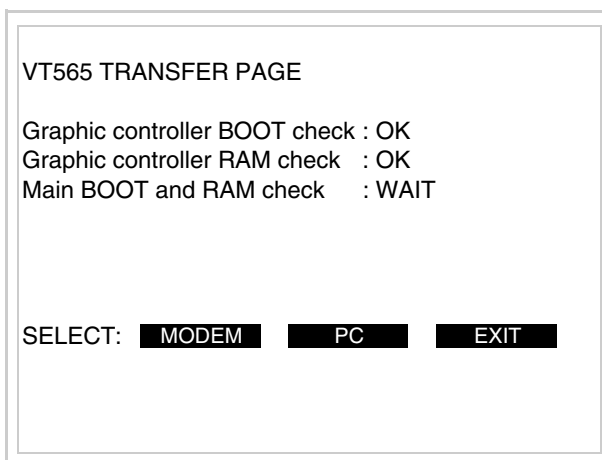 VT565 TRANSFER PAGE
Graphic controller BOOT check : OK
Graphic controller RAM check : OK
Main BOOT and RAM check : WAIT
SELECT: MODEM PC EXIT